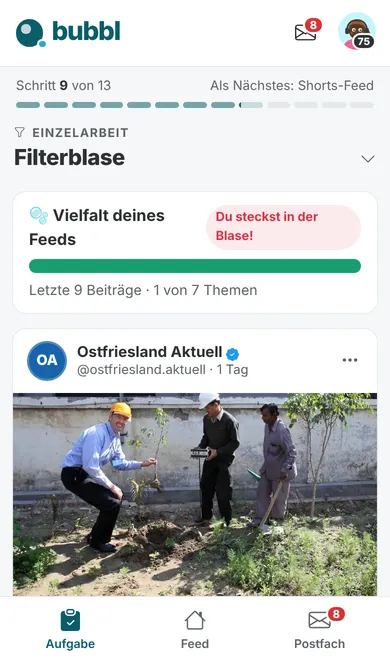 bubbl
8
75
Schritt 9 von 13
Als Nächstes: Shorts-Feed
EINZELARBEIT
Filterblase
Vielfalt deines Feeds
Du steckst in der Blase!
Letzte 9 Beiträge · 1 von 7 Themen
OA
Ostfriesland Aktuell
@ostfriesland.aktuell · 1 Tag
Aufgabe
Feed
8
Postfach